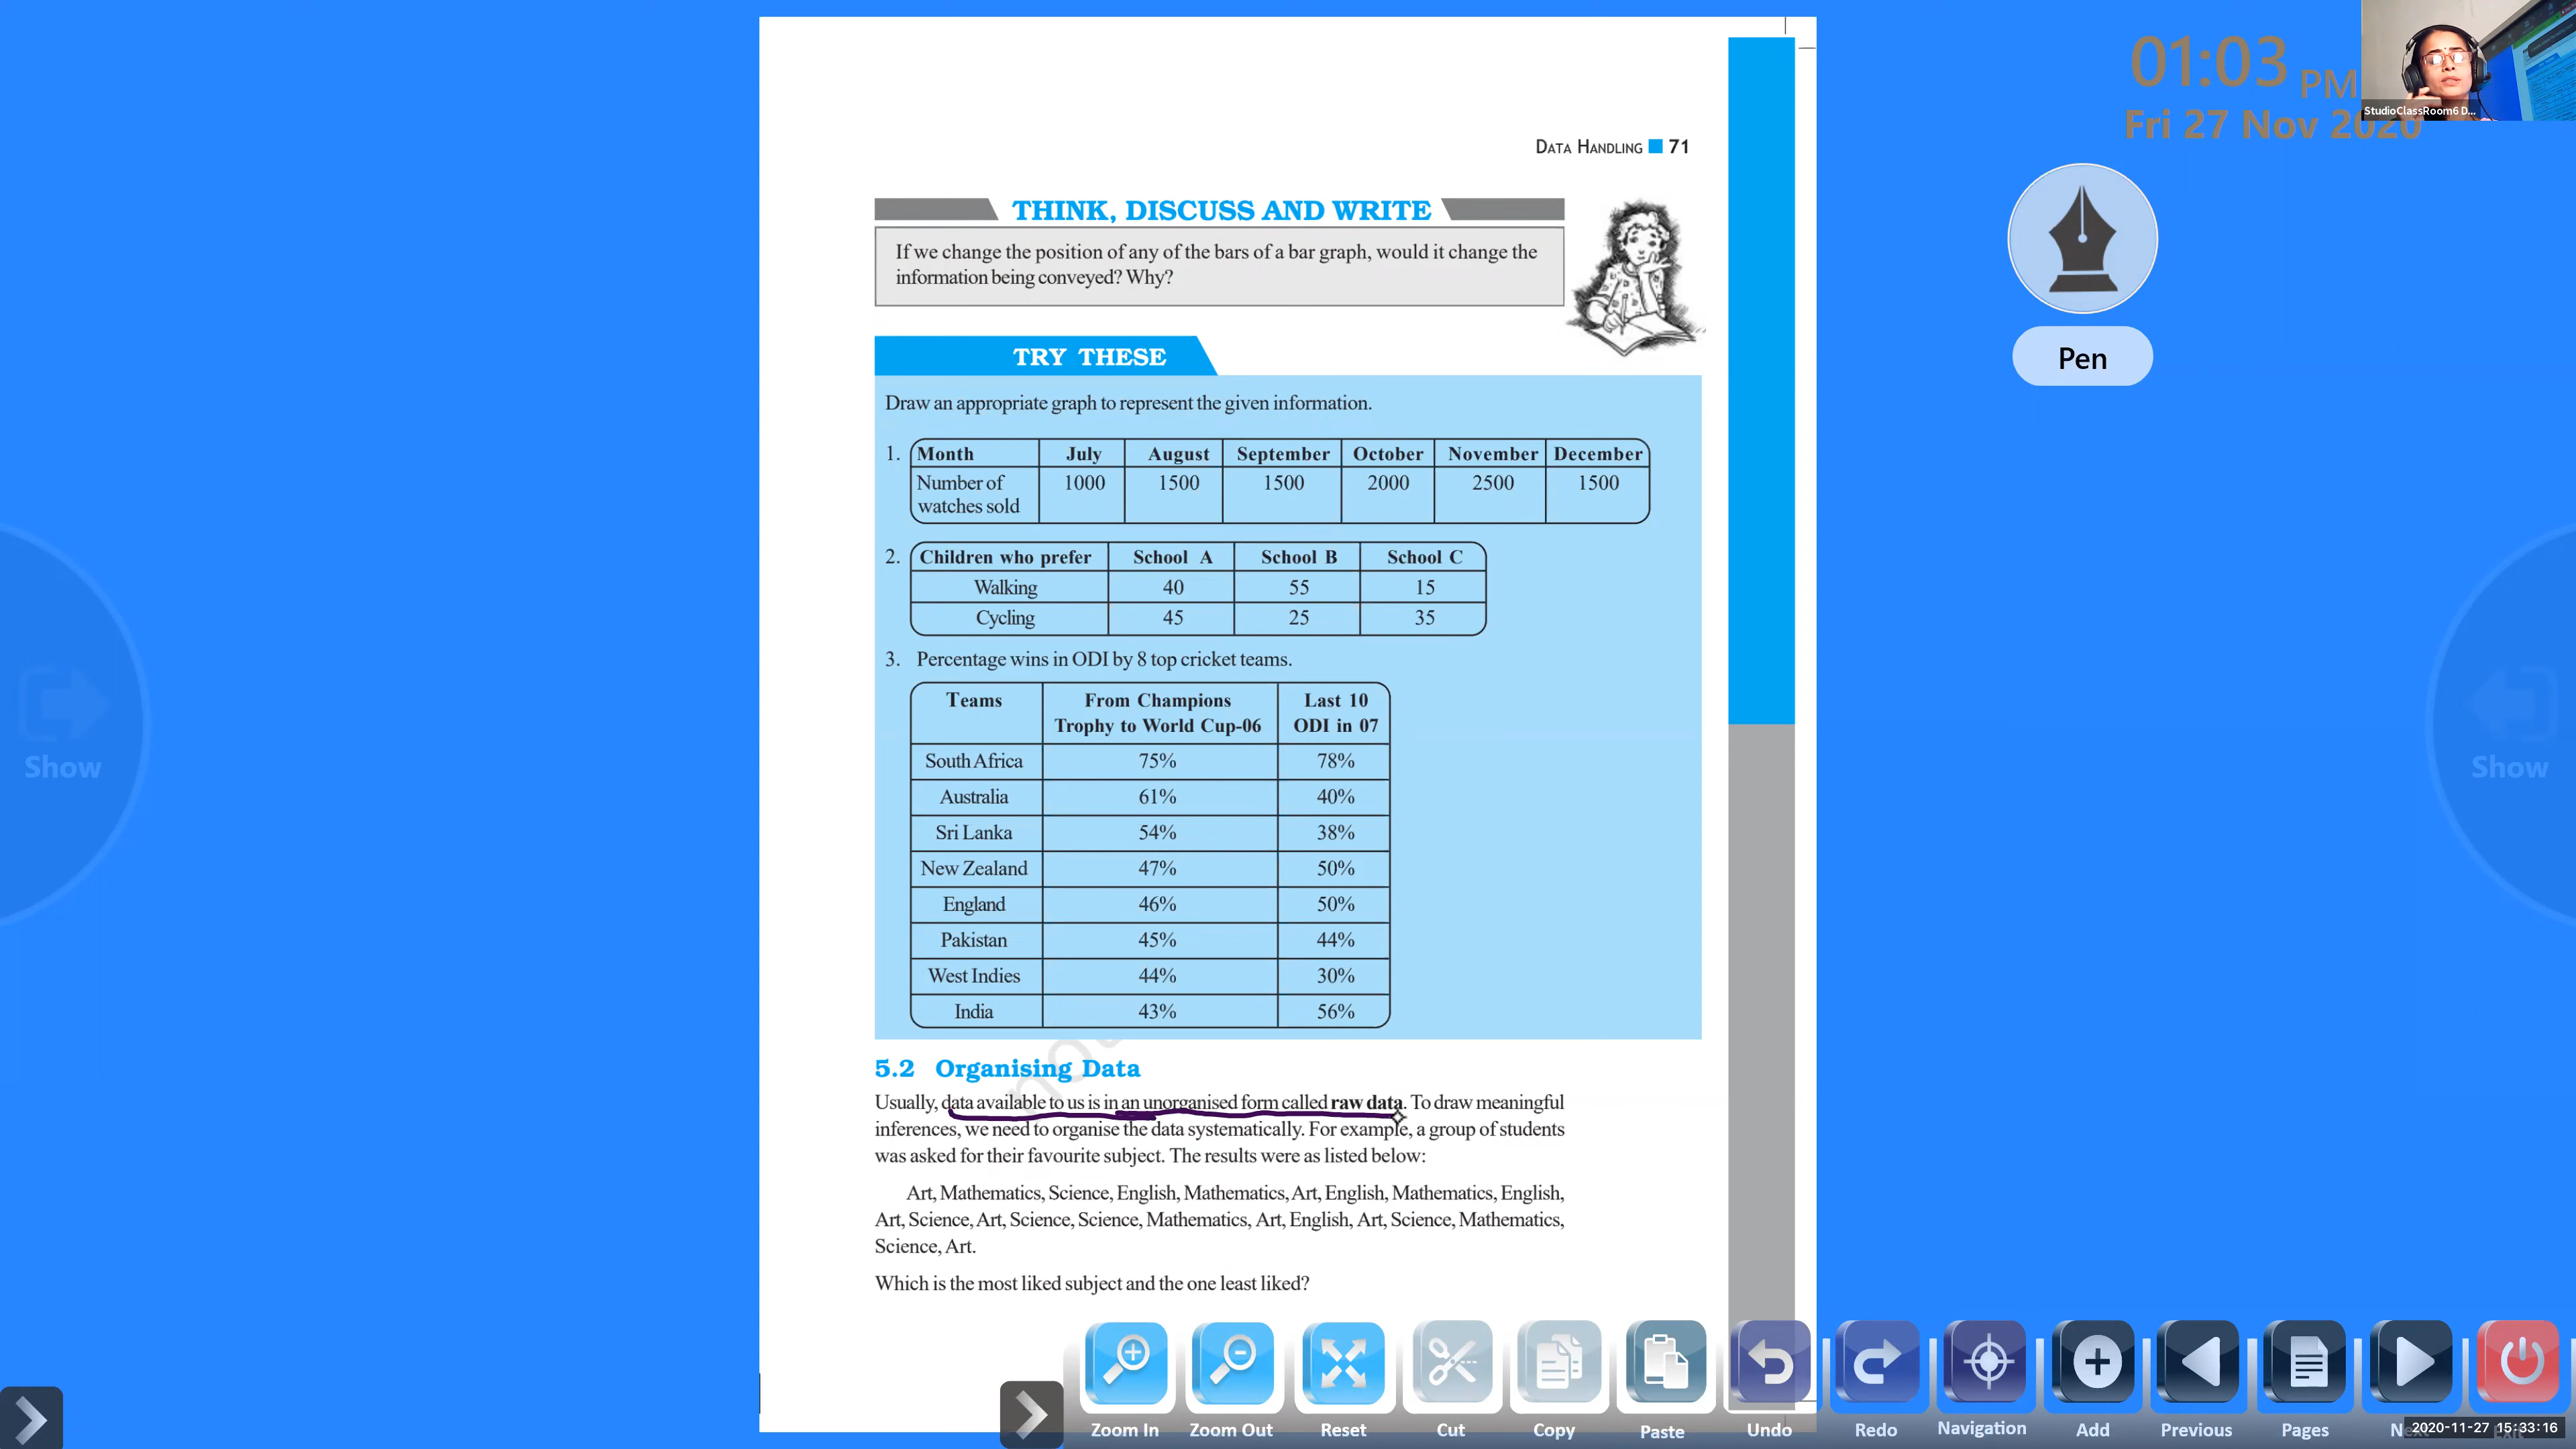 01:03 PM
Fri 27 Nov 2020
StudioClassRoom6 D...
Pen
DATA HANDLING 71
THINK, DISCUSS AND WRITE
If we change the position of any of the bars of a bar graph, would it change the
information being conveyed? Why?
TRY THESE
Draw an appropriate graph to represent the given information.
1. Month July August September October November December
Number of 1000 1500 1500 2000 2500 1500
watches sold
2. Children who prefer School A School B School C
Walking 40 55 15
Cycling 45 25 35
3. Percentage wins in ODI by 8 top cricket teams.
Teams From Champions Last 10
Trophy to World Cup-06 ODI in 07
South Africa 75% 78%
Australia 61% 40%
Sri Lanka 54% 38%
New Zealand 47% 50%
England 46% 50%
Pakistan 45% 44%
West Indies 44% 30%
India 43% 56%
Show
Show
5.2 Organising Data
Usually, data available to us is in an unorganised form called raw data. To draw meaningful
inferences, we need to organise the data systematically. For example, a group of students
was asked for their favourite subject. The results were as listed below:
Art, Mathematics, Science, English, Mathematics, Art, English, Mathematics, English,
Art, Science, Art, Science, Science, Mathematics, Art, English, Art, Science, Mathematics,
Science, Art.
Which is the most liked subject and the one least liked?
Zoom In Zoom Out Reset Cut Copy Paste Undo Redo Navigation Add Previous Pages
2020-11-27 15:33:16